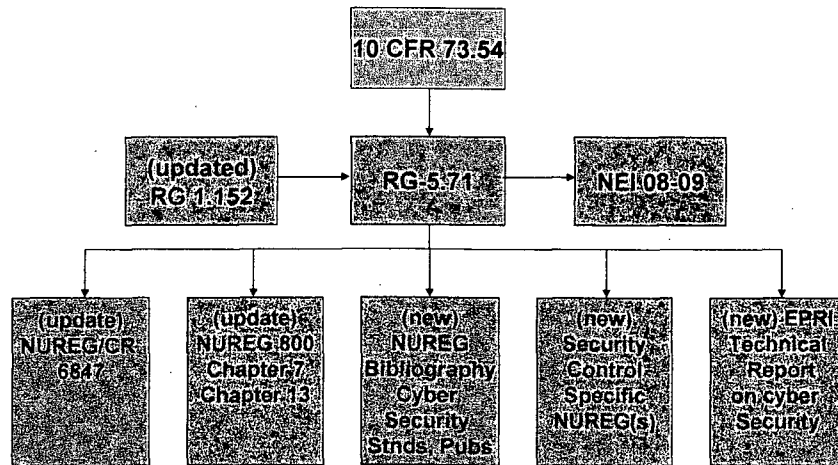 10 CFR 73.54
(updated)
RG 1.152
RG-5.71
NEI 08-09
(update)
NUREG/CR
6847
(update)
NUREG 800
Chapter 7
Chapter 13
(new)
NUREG
Bibliography
Cyber
Security
Stnds, Pubs
(new)
Security
Control
Specific
NUREG(s)
(new) EPRI
Technical
Report
on cyber
Security